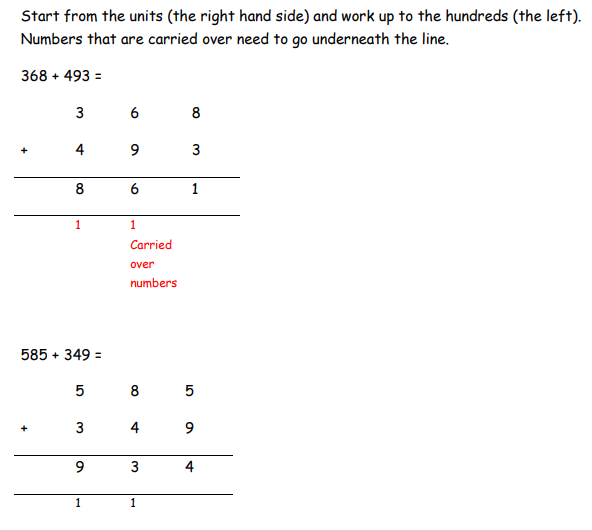 Start from the units (the right hand side) and work up to the hundreds (the left).
Numbers that are carried over need to go underneath the line.
368 + 493 =
3 6 8
+ 4 9 3
8 6 1
1 1
Carried
over
numbers
585 + 349 =
5 8 5
+ 3 4 9
9 3 4
1 1